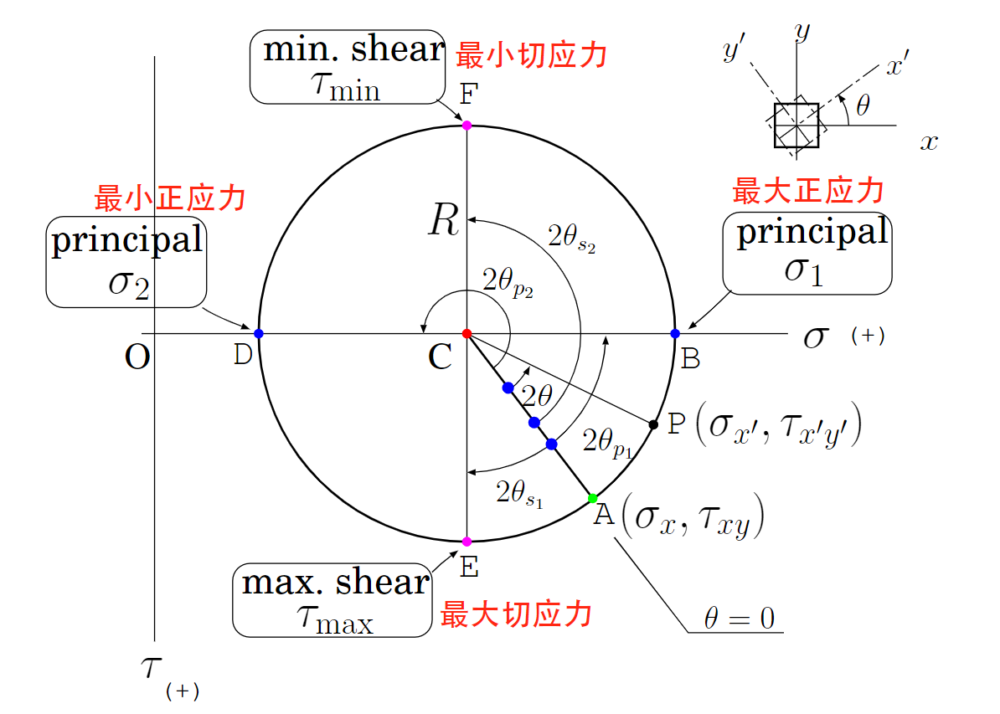 min. shear 最小切应力
τmin
F
y
y′
x′
θ
x
最小正应力
principal
σ2
最大正应力
principal
σ1
R
2θs2
2θp2
O
D
C
B
σ (+)
2θ
P(σx′, τx′y′)
2θp1
2θs1
A(σx, τxy)
E
max. shear
τmax
最大切应力
θ = 0
τ (+)